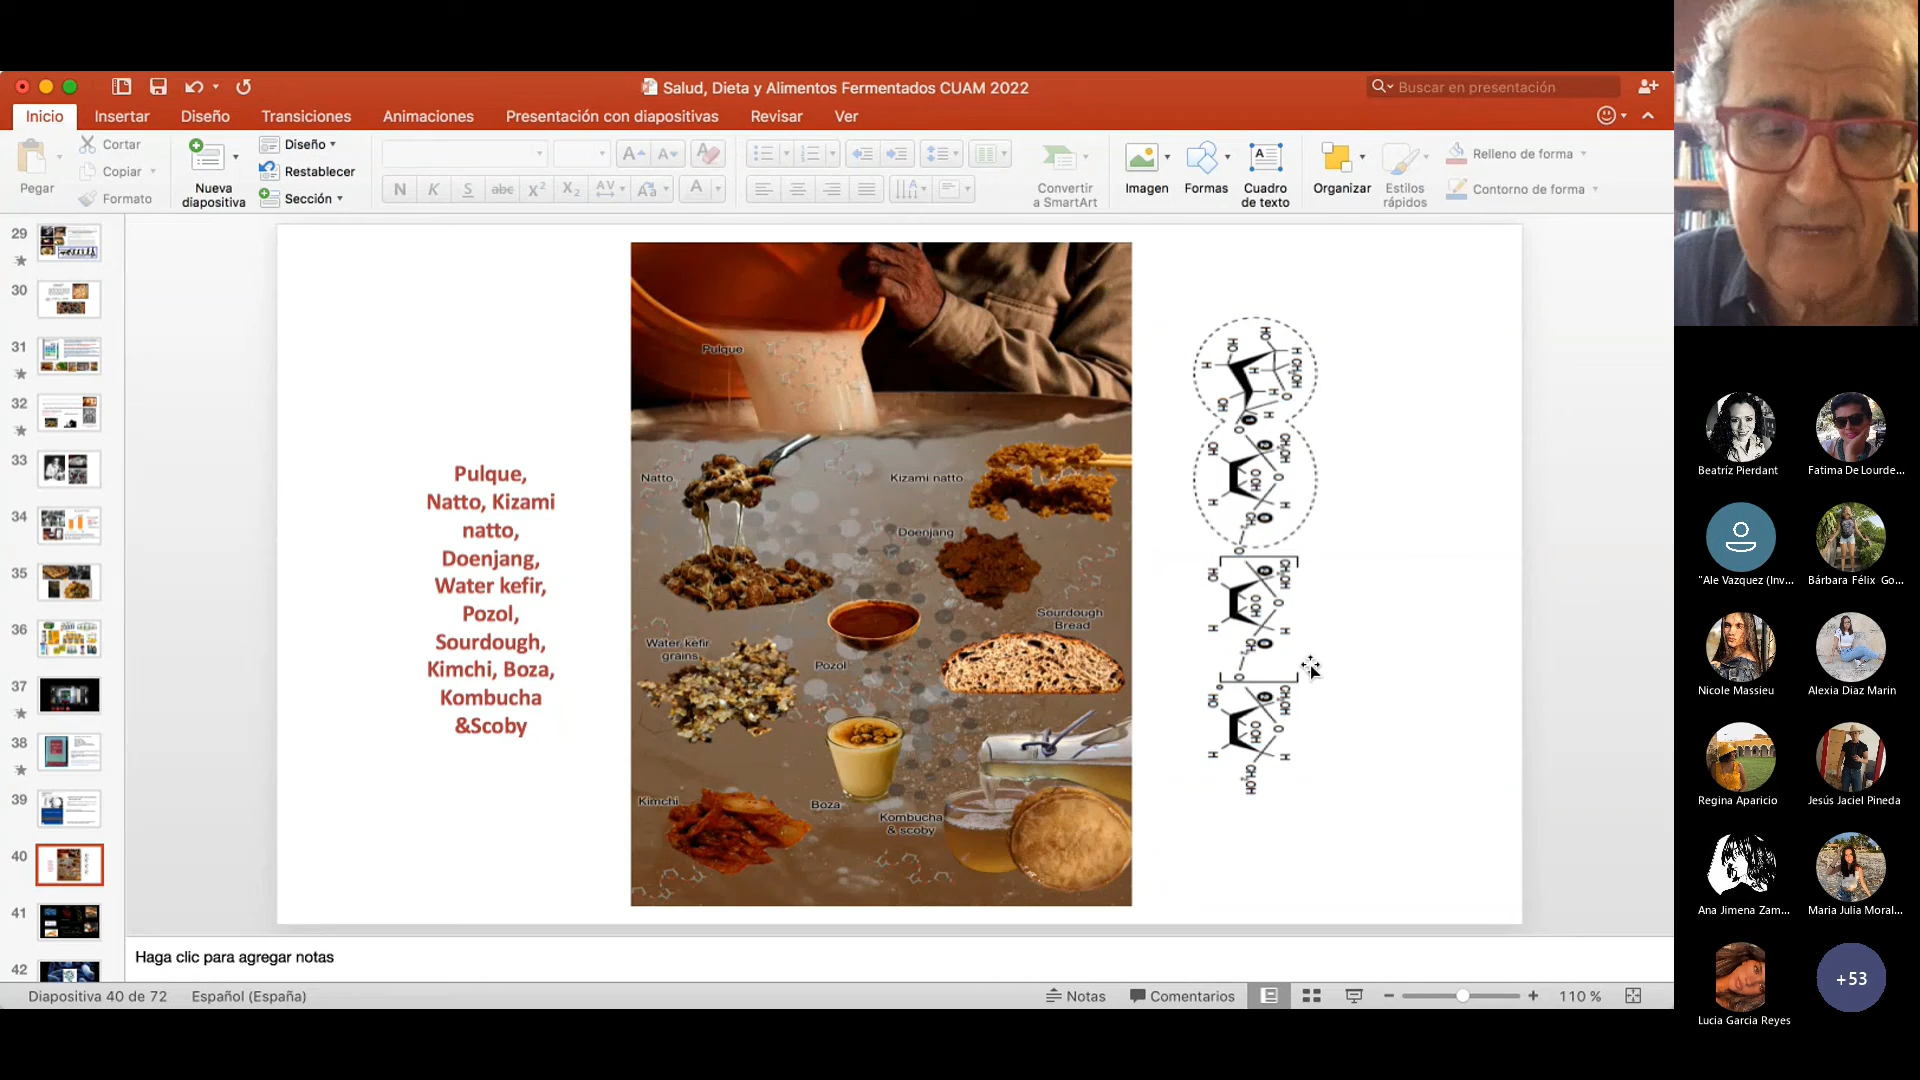 Salud, Dieta y Alimentos Fermentados CUAM 2022
Buscar en presentación
Inicio
Insertar
Diseño
Transiciones
Animaciones
Presentación con diapositivas
Revisar
Ver
Pegar
Cortar
Copiar
Formato
Nueva
diapositiva
Diseño
Restablecer
Sección
N K S abc X² X₂ AV Aa A
Convertir
a SmartArt
Imagen
Formas
Cuadro
de texto
Organizar
Estilos
rápidos
Relleno de forma
Contorno de forma
29
30
31
32
33
34
35
36
37
38
39
40
41
42
Pulque,
Natto, Kizami
natto,
Doenjang,
Water kefir,
Pozol,
Sourdough,
Kimchi, Boza,
Kombucha
&Scoby
Pulque
Natto
Kizami natto
Doenjang
Sourdough
Bread
Water kefir
grains
Pozol
Kimchi
Boza
Kombucha
& scoby
Haga clic para agregar notas
Diapositiva 40 de 72
Español (España)
Notas
Comentarios
110 %
Beatríz Pierdant
Fatima De Lourde...
"Ale Vazquez (Inv...
Bárbara Félix Go...
Nicole Massieu
Alexia Diaz Marin
Regina Aparicio
Jesús Jaciel Pineda
Ana Jimena Zam...
Maria Julia Moral...
Lucia Garcia Reyes
+53